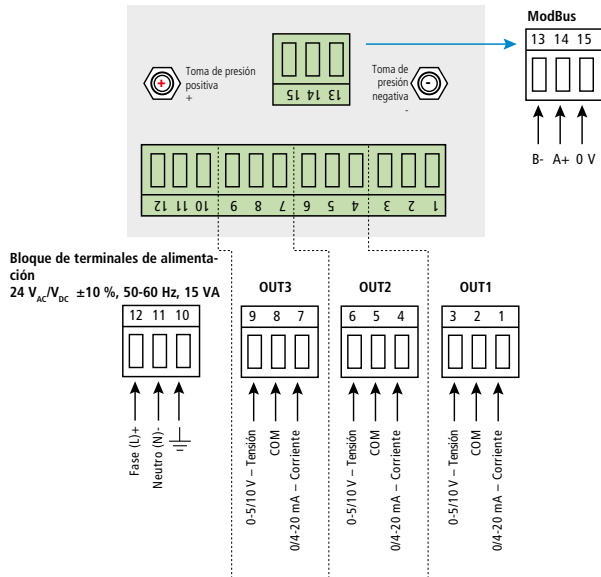 ModBus
13 14 15
B- A+ 0 V
Toma de presión
positiva
+
15 14 13
Toma de
presión
negativa
-
12 11 10 9 8 7 6 5 4 3 2 1
Bloque de terminales de alimenta-
ción
24 VAC/VDC ±10 %, 50-60 Hz, 15 VA
12 11 10
Fase (L)+
Neutro (N)-
OUT3
9 8 7
0-5/10 V – Tensión
COM
0/4-20 mA – Corriente
OUT2
6 5 4
0-5/10 V – Tensión
COM
0/4-20 mA – Corriente
OUT1
3 2 1
0-5/10 V – Tensión
COM
0/4-20 mA – Corriente